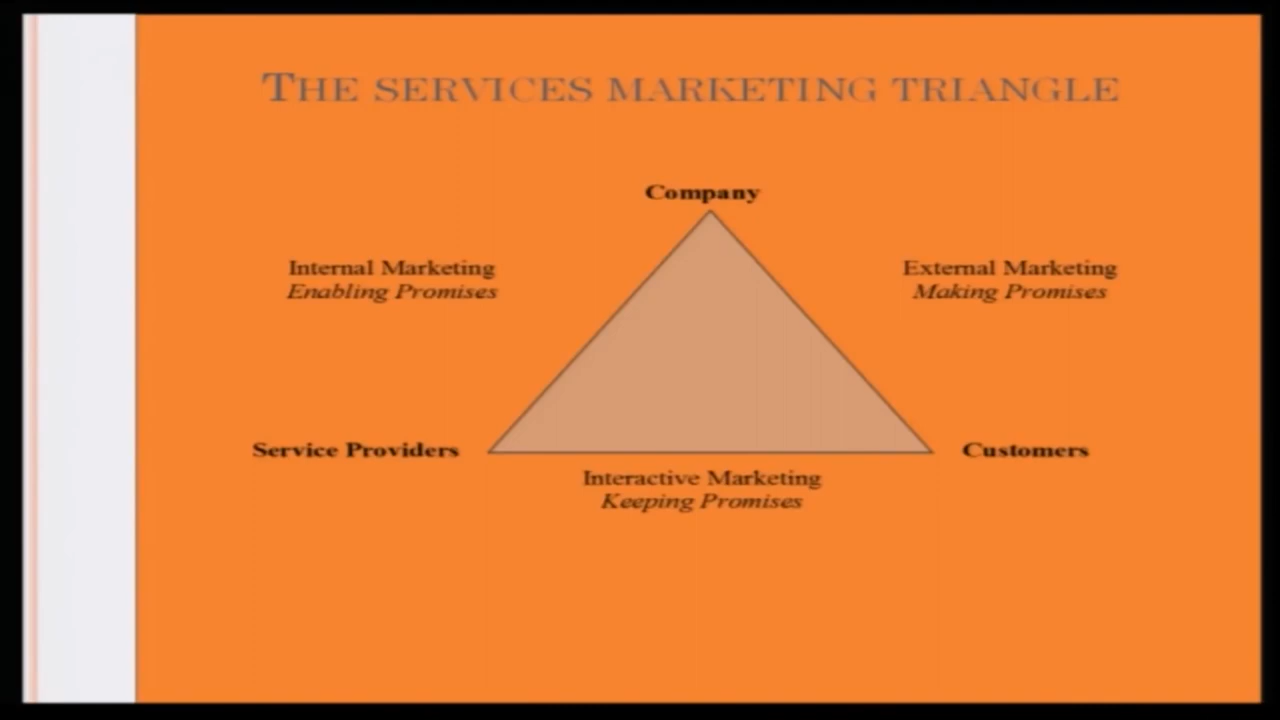 THE SERVICES MARKETING TRIANGLE
Company
Internal Marketing
Enabling Promises
External Marketing
Making Promises
Service Providers
Customers
Interactive Marketing
Keeping Promises